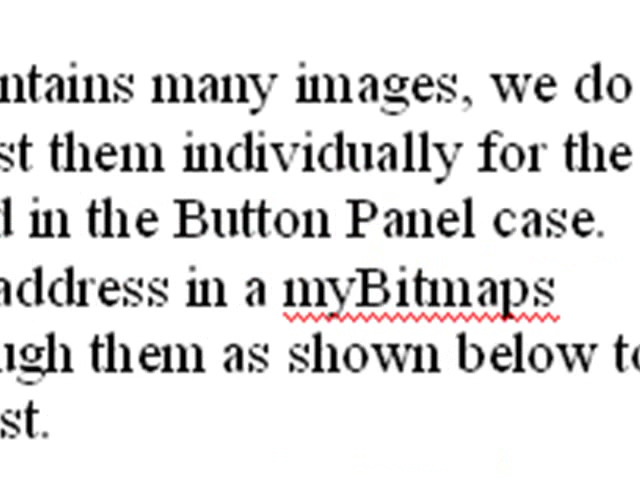 ntains many images, we do
st them individually for the
d in the Button Panel case.
address in a myBitmaps
ugh them as shown below to
st.